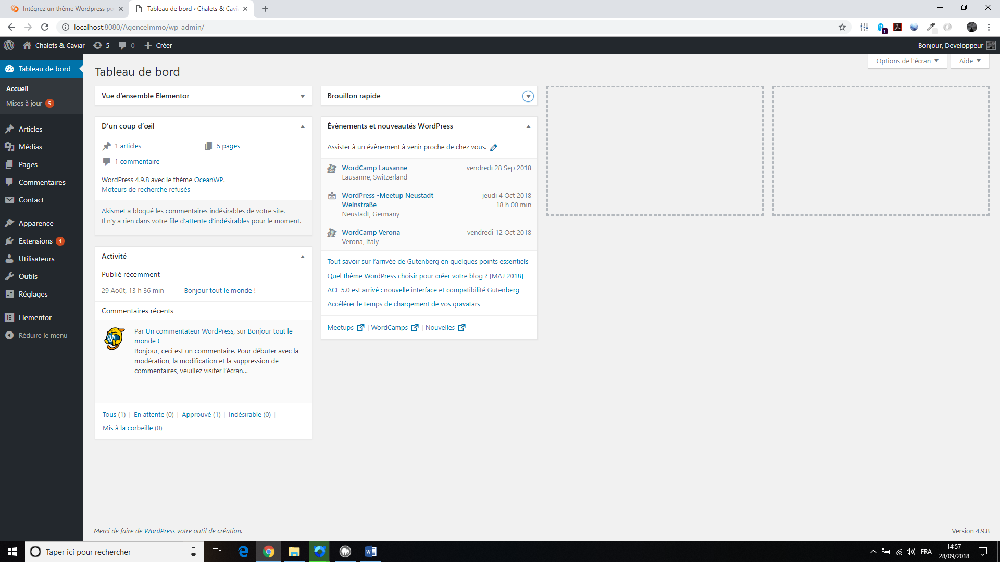 Intégrez un thème Wordpress po
Tableau de bord ‹ Chalets & Cavi
localhost:8080/AgenceImmo/wp-admin/
1
Chalets & Caviar
5
0
Créer
Bonjour, Developpeur
Tableau de bord
Accueil
Mises à jour 5
Articles
Médias
Pages
Commentaires
Contact
Apparence
Extensions 4
Utilisateurs
Outils
Réglages
Elementor
Réduire le menu
Options de l’écran
Aide
Tableau de bord
Vue d’ensemble Elementor
D’un coup d’œil
1 articles
5 pages
1 commentaire
WordPress 4.9.8 avec le thème OceanWP.
Moteurs de recherche refusés
Akismet a bloqué les commentaires indésirables de votre site.
Il n’y a rien dans votre file d’attente d’indésirables pour le moment.
Activité
Publié récemment
29 Août, 13 h 36 min
Bonjour tout le monde !
Commentaires récents
Par Un commentateur WordPress, sur Bonjour tout le
monde !
Bonjour, ceci est un commentaire. Pour débuter avec la
modération, la modification et la suppression de
commentaires, veuillez visiter l’écran…
Tous (1) | En attente (0) | Approuvé (1) | Indésirable (0) |
Mis à la corbeille (0)
Brouillon rapide
Évènements et nouveautés WordPress
Assister à un évènement à venir proche de chez vous.
WordCamp Lausanne
vendredi 28 Sep 2018
Lausanne, Switzerland
WordPress -Meetup Neustadt
jeudi 4 Oct 2018
Weinstraße
18 h 00 min
Neustadt, Germany
WordCamp Verona
vendredi 12 Oct 2018
Verona, Italy
Tout savoir sur l’arrivée de Gutenberg en quelques points essentiels
Quel thème WordPress choisir pour créer votre blog ? [MAJ 2018]
ACF 5.0 est arrivé : nouvelle interface et compatibilité Gutenberg
Accélérer le temps de chargement de vos gravatars
Meetups | WordCamps | Nouvelles
Merci de faire de WordPress votre outil de création.
Version 4.9.8
Taper ici pour rechercher
FRA
14:57
28/09/2018